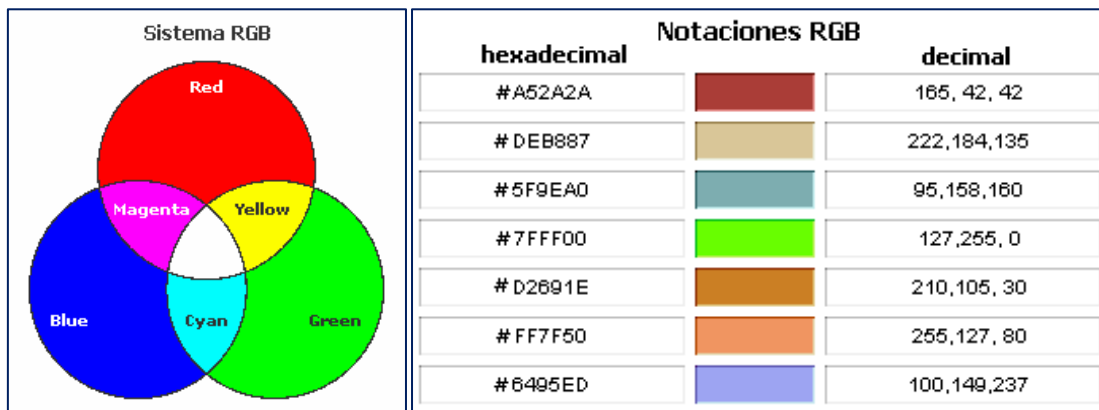 Sistema RGB
Red
Magenta
Yellow
Blue
Cyan
Green
Notaciones RGB
hexadecimal decimal
#A52A2A 165, 42, 42
#DEB887 222,184,135
#5F9EA0 95,158,160
#7FFF00 127,255, 0
#D2691E 210,105, 30
#FF7F50 255,127, 80
#6495ED 100,149,237